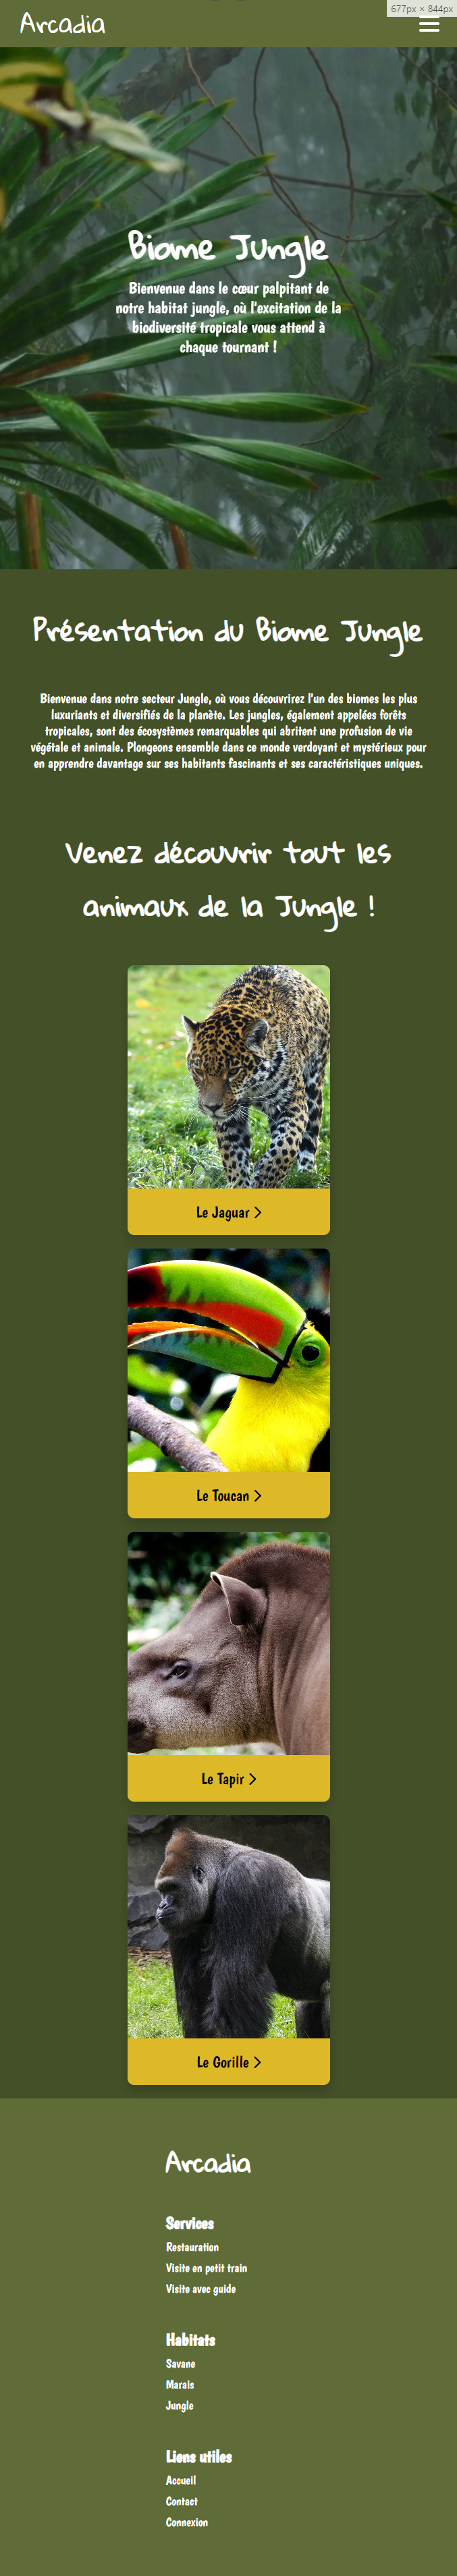 677px × 844px
Arcadia
Biome Jungle
Bienvenue dans le cœur palpitant de
notre habitat jungle, où l'excitation de la
biodiversité tropicale vous attend à
chaque tournant !
Présentation du Biome Jungle
Bienvenue dans notre secteur Jungle, où vous découvrirez l'un des biomes les plus
luxuriants et diversifiés de la planète. Les jungles, également appelées forêts
tropicales, sont des écosystèmes remarquables qui abritent une profusion de vie
végétale et animale. Plongeons ensemble dans ce monde verdoyant et mystérieux pour
en apprendre davantage sur ses habitants fascinants et ses caractéristiques uniques.
Venez découvrir tout les
animaux de la Jungle !
Le Jaguar >
Le Toucan >
Le Tapir >
Le Gorille >
Arcadia
Services
Restauration
Visite en petit train
Visite avec guide
Habitats
Savane
Marais
Jungle
Liens utiles
Accueil
Contact
Connexion